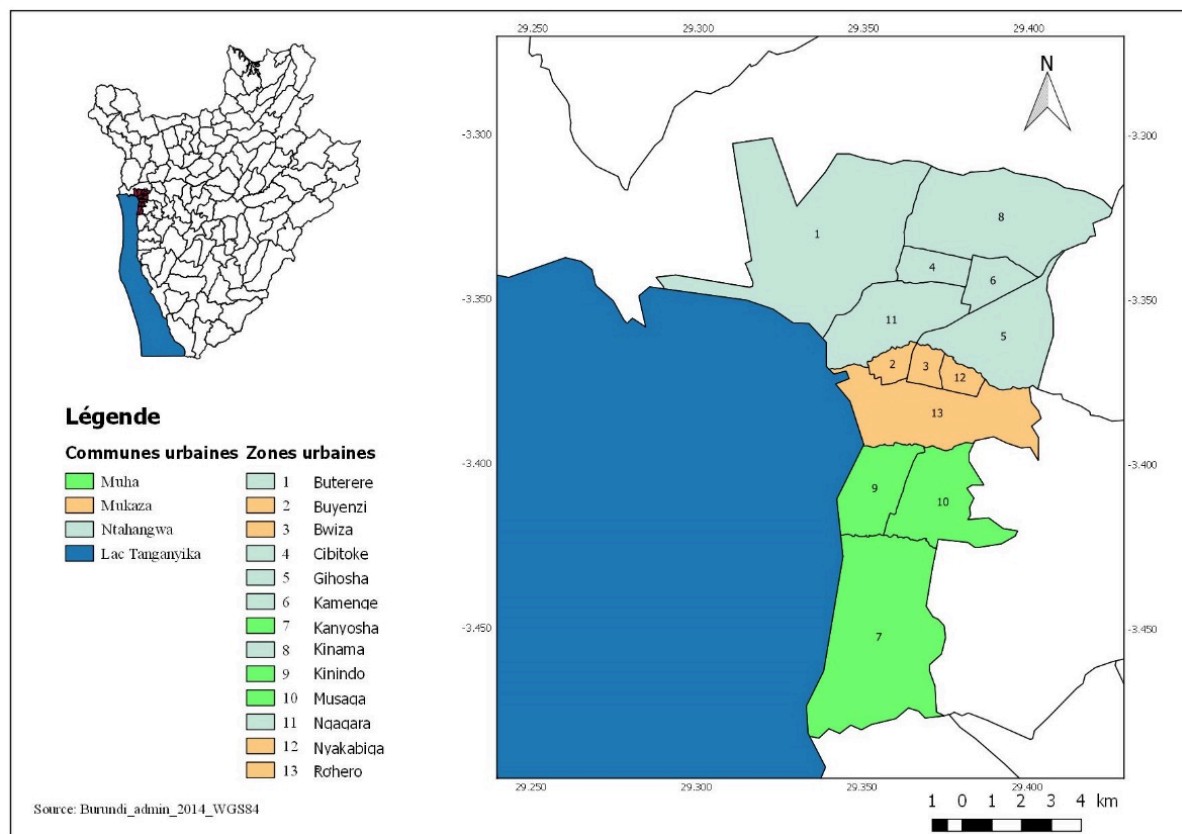 29.250 29.300 29.350 29.400
N
-3.300 -3.300
-3.350 -3.350
-3.400 -3.400
-3.450 -3.450
1
8
4
6
11
5
2
3
12
13
9
10
7
29.250 29.300 29.350 29.400
1 0 1 2 3 4 km
Légende
Communes urbaines
Muha
Mukaza
Ntahangwa
Lac Tanganyika
Zones urbaines
1 Buterere
2 Buyenzi
3 Bwiza
4 Cibitoke
5 Gihosha
6 Kamenge
7 Kanyosha
8 Kinama
9 Kinindo
10 Musaga
11 Ngagara
12 Nyakabiga
13 Rohero
Source: Burundi_admin_2014_WGS84